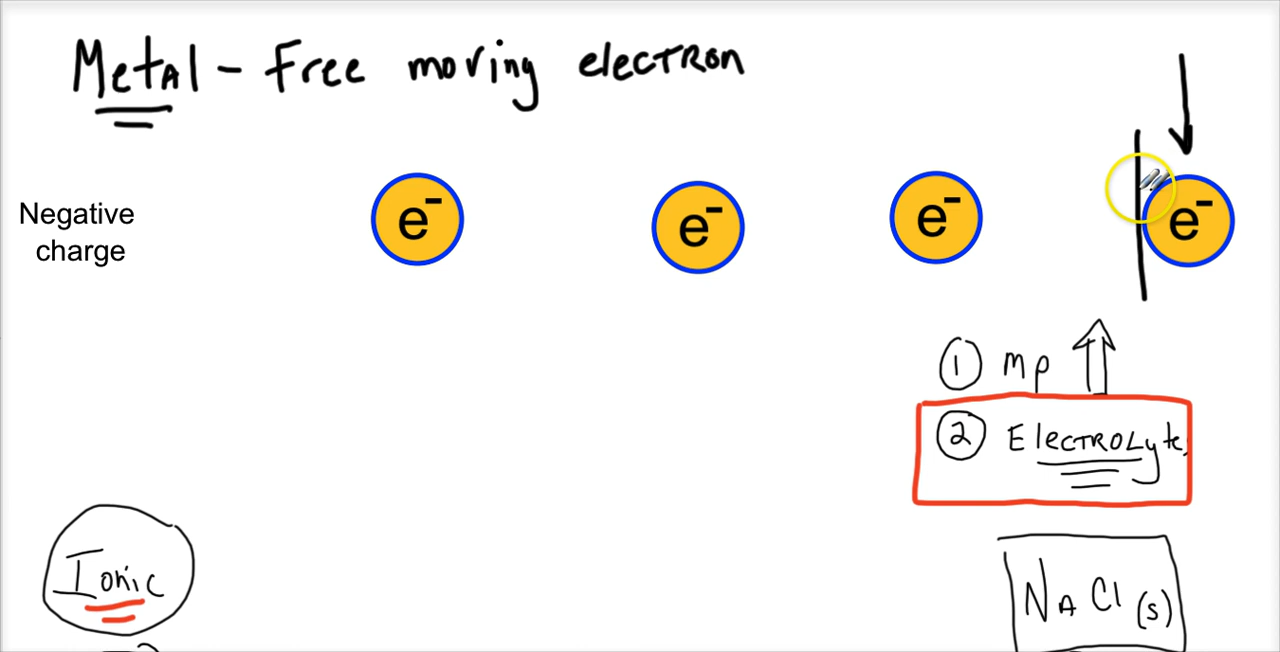 Metal - Free moving electron
Negative
charge
e-
e-
e-
e-
① mp
② Electrolyte
Ionic
NaCl (s)